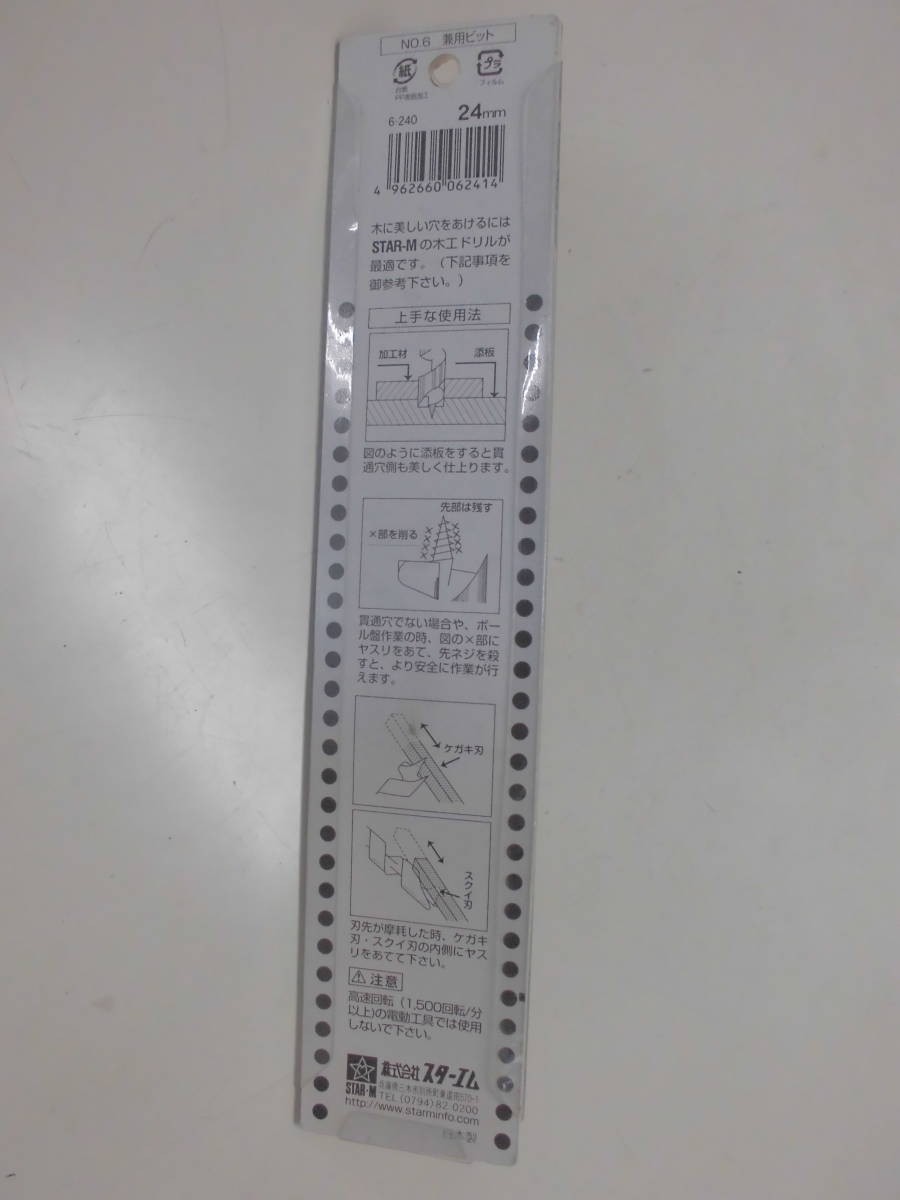 NO.6 兼用ビット
紙
プラ
台紙
フィルム
PP表面加工
6-240 24mm
4 962660 062414
木に美しい穴をあけるには
STAR-Mの木工ドリルが
最適です。(下記事項を
御参考下さい。)
上手な使用法
加工材 添板
図のように添板をすると貫
通穴側も美しく仕上ります。
先部は残す
×部を削る
貫通穴でない場合や、ボー
ル盤作業の時、図の×部に
ヤスリをあて、先ネジを殺
すと、より安全に作業が行
えます。
ケガキ刃
スクイ刃
刃先が摩耗した時、ケガキ
刃・スクイ刃の内側にヤス
リをあてて下さい。
注意
高速回転(1,500回転/分
以上)の電動工具では使用
しないで下さい。
株式会社スターエム
STAR-M
TEL(0794)82 0200
http://www.starminfo.com